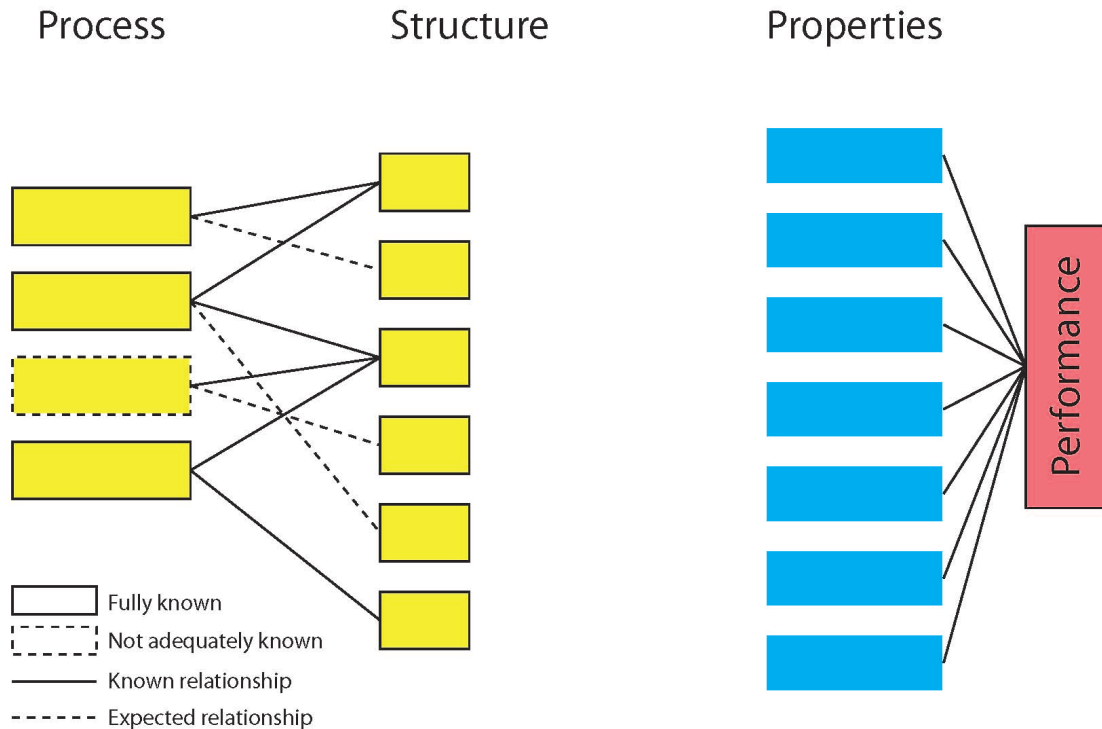 Process
Structure
Properties
Performance
Fully known
Not adequately known
Known relationship
Expected relationship